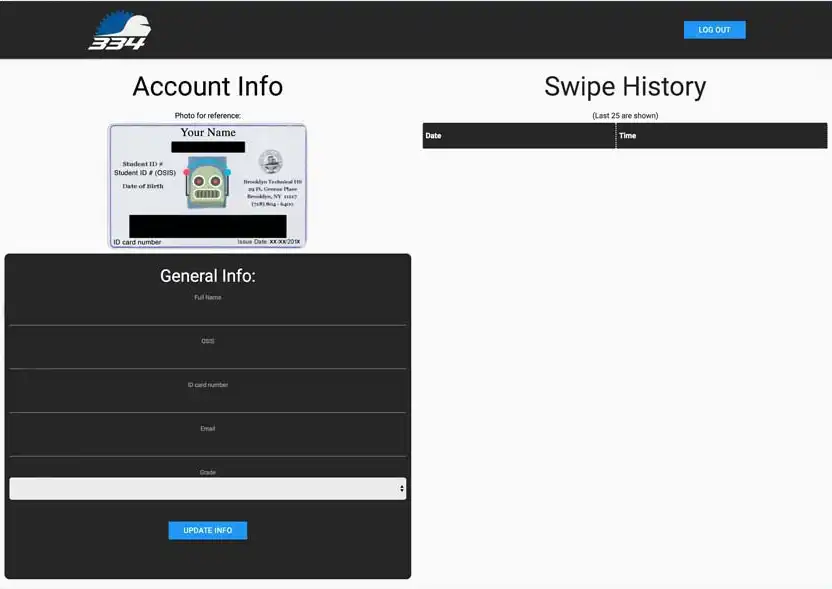 334
LOG OUT
Account Info
Photo for reference:
Your Name
Student ID #
Student ID # (OSIS)
Date of Birth
Brooklyn Technical HS
29 Ft. Greene Place
Brooklyn, NY 11217
(718) 804 - 6400
ID card number
Issue Date: XX/XX/201X
General Info:
Full Name
OSIS
ID card number
Email
Grade
UPDATE INFO
Swipe History
(Last 25 are shown)
Date
Time